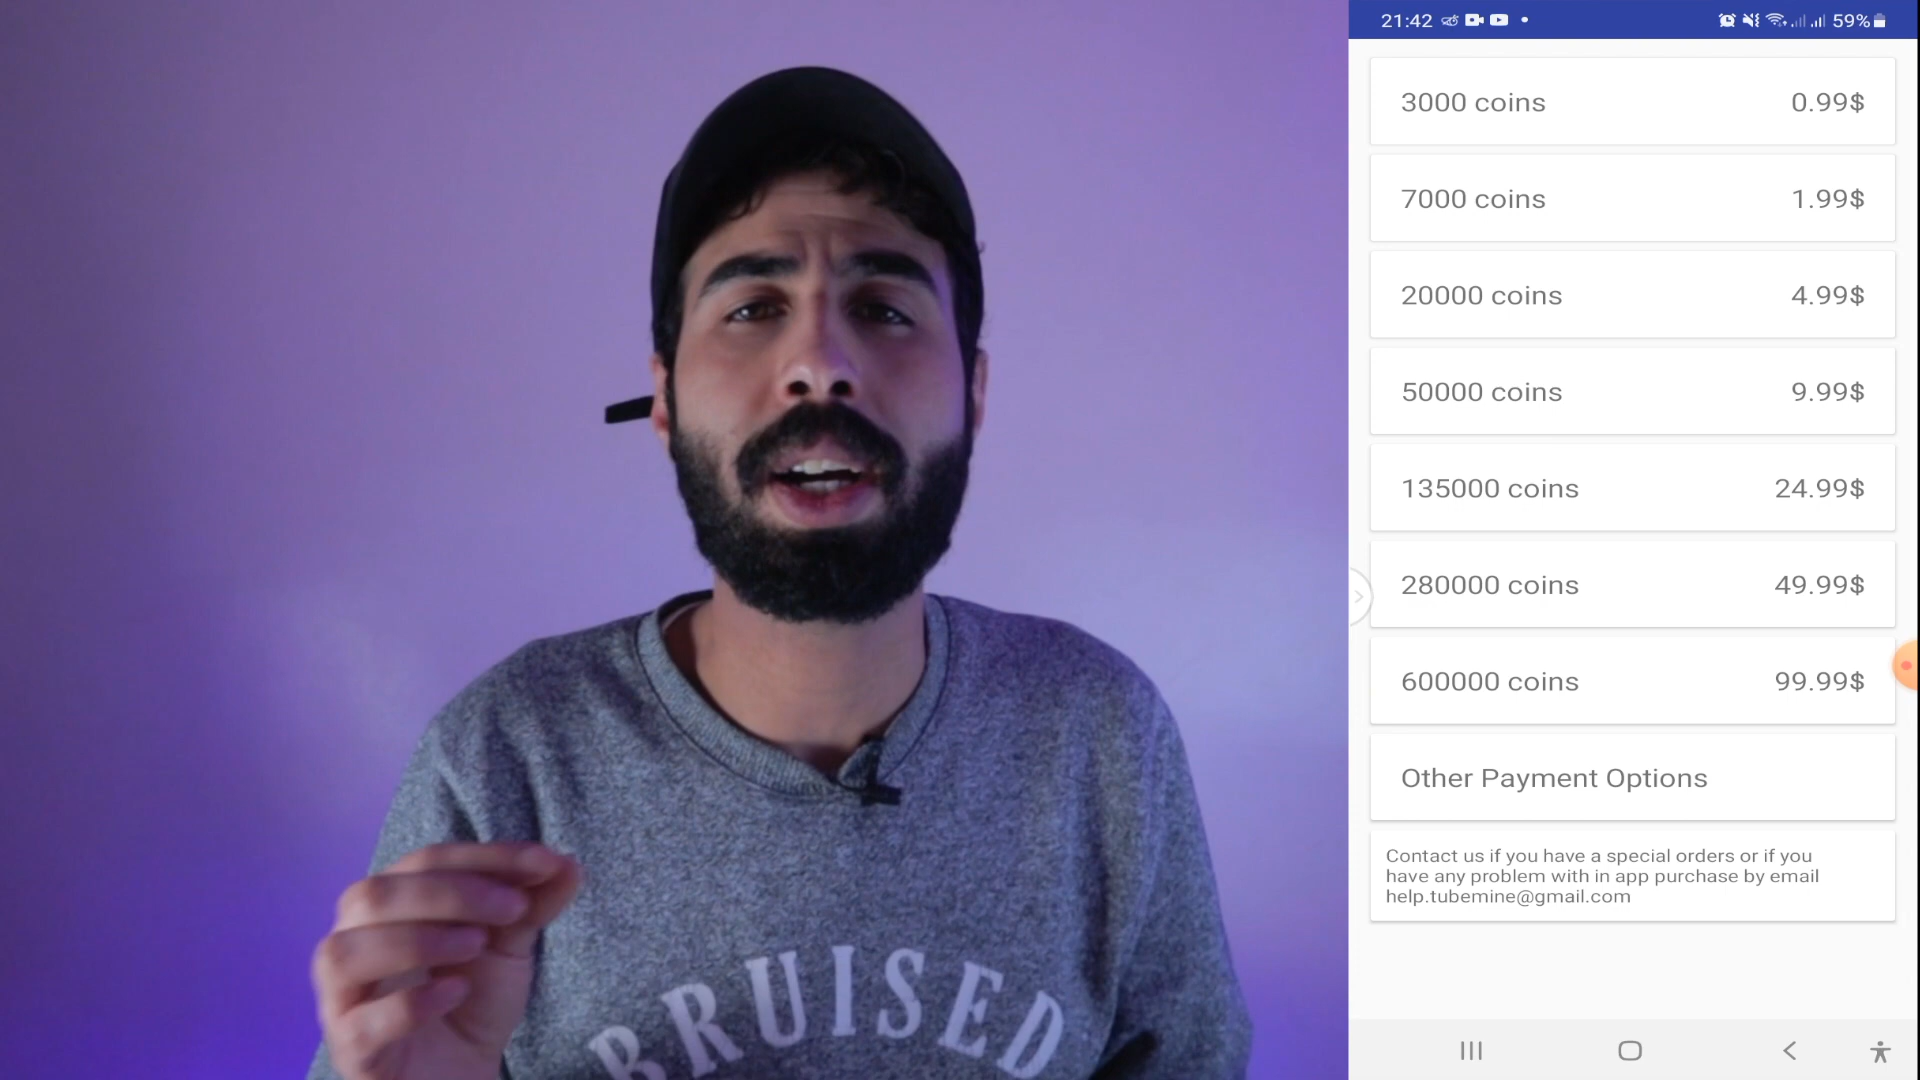 21:42
59%
3000 coins 0.99$
7000 coins 1.99$
20000 coins 4.99$
50000 coins 9.99$
135000 coins 24.99$
280000 coins 49.99$
600000 coins 99.99$
Other Payment Options
Contact us if you have a special orders or if you
have any problem with in app purchase by email
help.tubemine@gmail.com
BRUISED